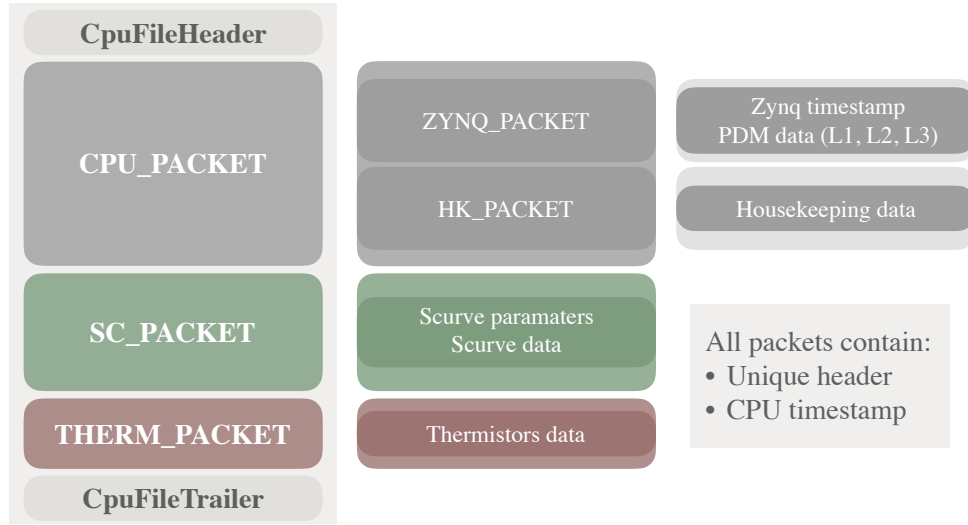 CpuFileHeader
CPU_PACKET
ZYNQ_PACKET
Zynq timestamp
PDM data (L1, L2, L3)
HK_PACKET
Housekeeping data
SC_PACKET
Scurve paramaters
Scurve data
All packets contain:
• Unique header
• CPU timestamp
THERM_PACKET
Thermistors data
CpuFileTrailer